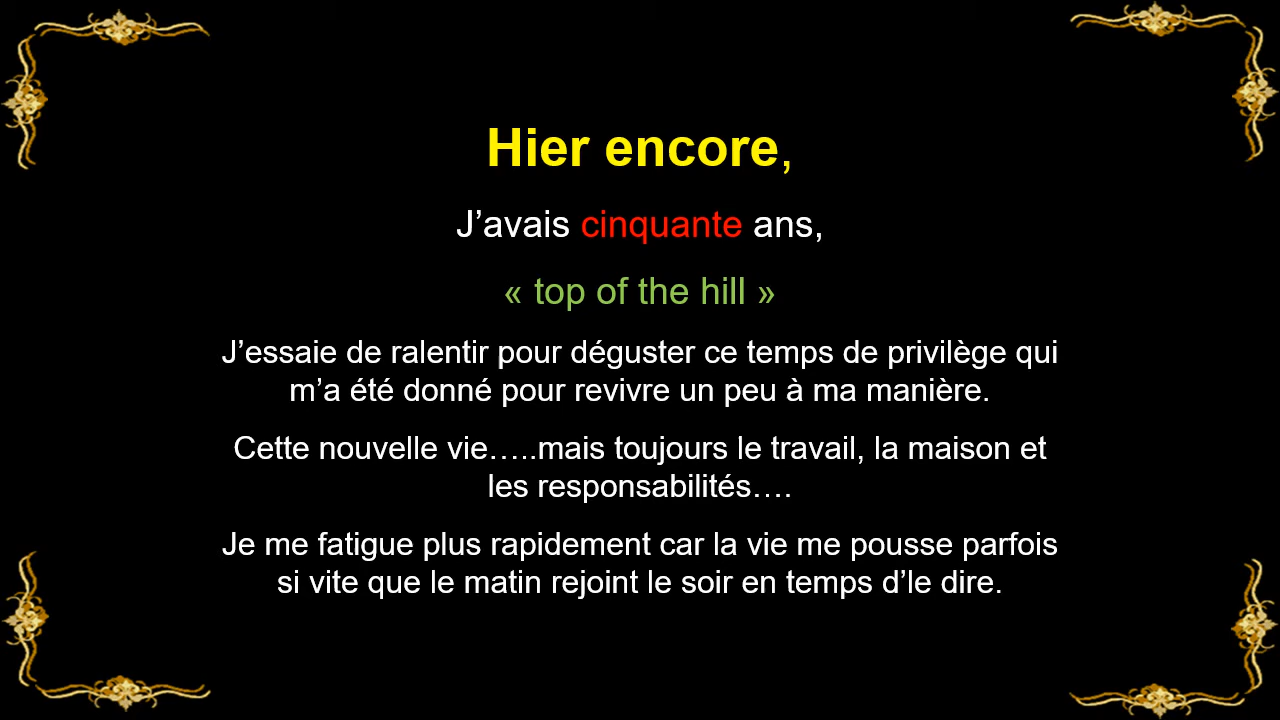 Hier encore,
J’avais cinquante ans,
« top of the hill »
J’essaie de ralentir pour déguster ce temps de privilège qui
m’a été donné pour revivre un peu à ma manière.
Cette nouvelle vie…..mais toujours le travail, la maison et
les responsabilités….
Je me fatigue plus rapidement car la vie me pousse parfois
si vite que le matin rejoint le soir en temps d’le dire.